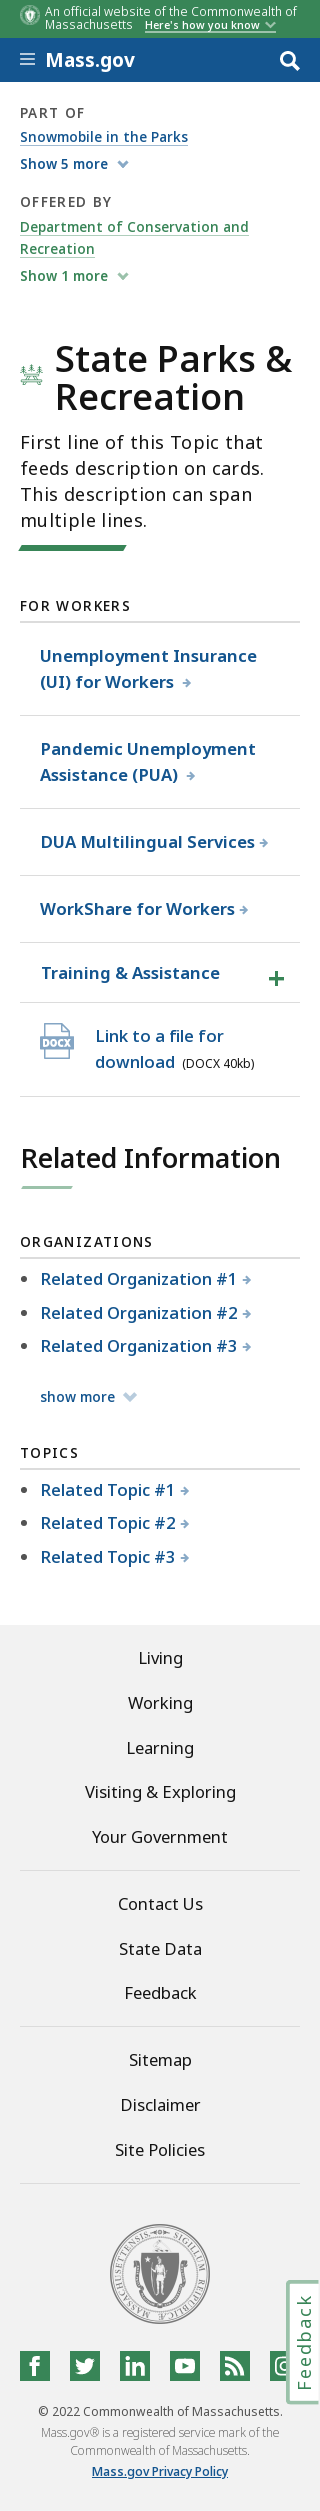 An official website of the Commonwealth of
Massachusetts Here's how you know
Mass.gov
PART OF
Snowmobile in the Parks
Show 5 more
OFFERED BY
Department of Conservation and
Recreation
Show 1 more
State Parks &
Recreation
First line of this Topic that
feeds description on cards.
This description can span
multiple lines.
FOR WORKERS
Unemployment Insurance
(UI) for Workers
Pandemic Unemployment
Assistance (PUA)
DUA Multilingual Services
WorkShare for Workers
Training & Assistance
DOCX
Link to a file for
download (DOCX 40kb)
Related Information
ORGANIZATIONS
Related Organization #1
Related Organization #2
Related Organization #3
show more
TOPICS
Related Topic #1
Related Topic #2
Related Topic #3
Living
Working
Learning
Visiting & Exploring
Your Government
Contact Us
State Data
Feedback
Sitemap
Disclaimer
Site Policies
Feedback
© 2022 Commonwealth of Massachusetts.
Mass.gov® is a registered service mark of the
Commonwealth of Massachusetts.
Mass.gov Privacy Policy